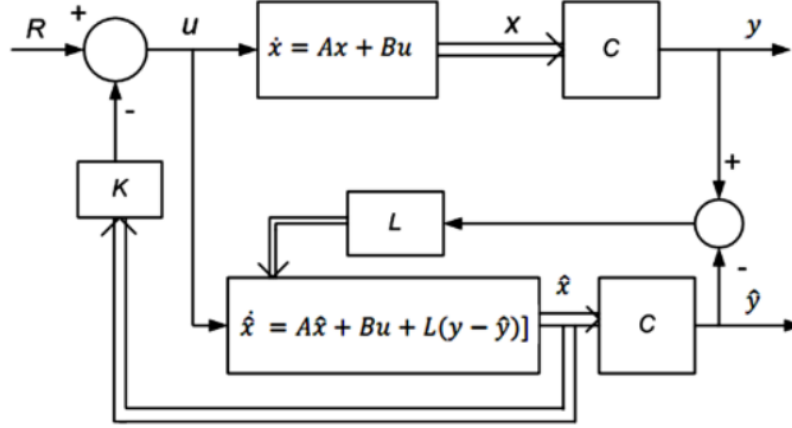 R
+
-
u
ẋ = Ax + Bu
x
C
y
K
L
+
-
x̂̇ = Ax̂ + Bu + L(y − ŷ)]
x̂
C
ŷ